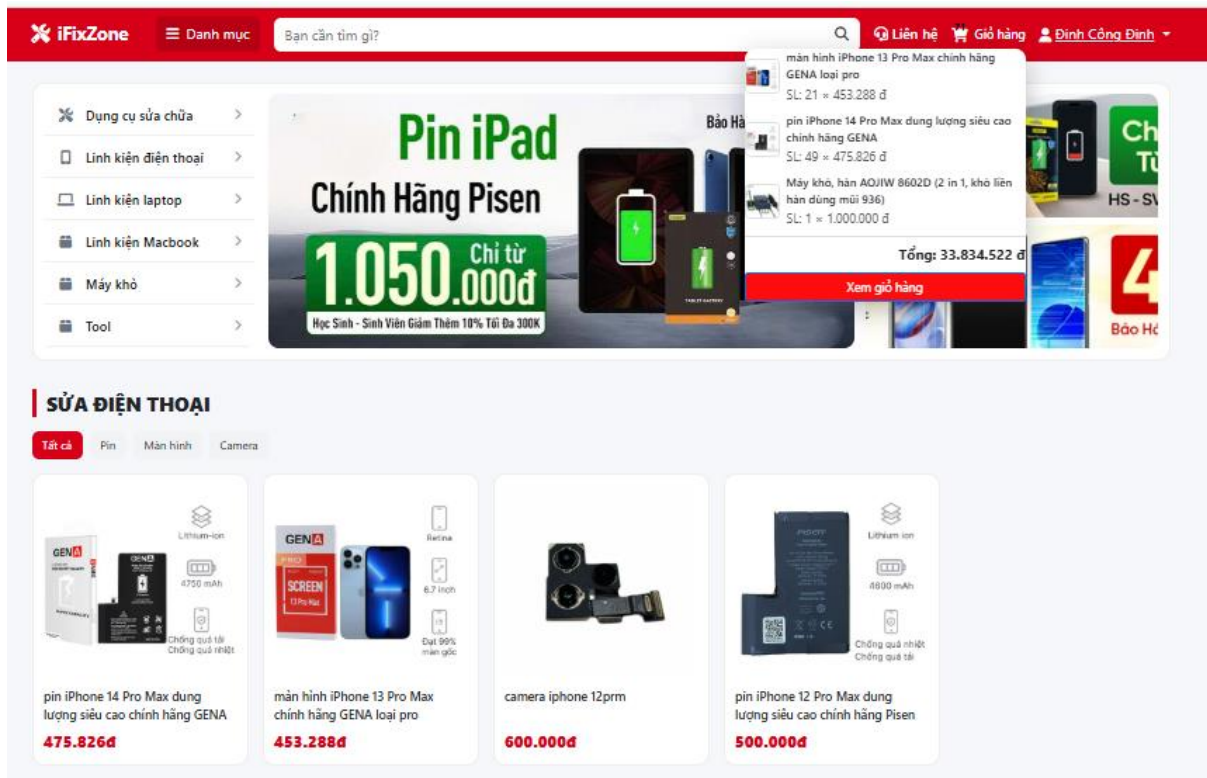 iFixZone
Danh mục
Bạn cần tìm gì?
Liên hệ
Giỏ hàng
Đinh Công Đinh
màn hình iPhone 13 Pro Max chính hãng
GENA loại pro
SL: 21 × 453.288 đ
pin iPhone 14 Pro Max dung lượng siêu cao
chính hãng GENA
SL: 49 × 475.826 đ
Máy khò, hàn AOJIW 8602D (2 in 1, khò liền
hàn dùng mũi 936)
SL: 1 × 1.000.000 đ
Tổng: 33.834.522 đ
Xem giỏ hàng
Dụng cụ sửa chữa
Linh kiện điện thoại
Linh kiện laptop
Linh kiện Macbook
Máy khò
Tool
Pin iPad
Chính Hãng Pisen
Chỉ từ
1.050.000đ
Học Sinh - Sinh Viên Giảm Thêm 10% Tối Đa 300K
Bảo Hà
Ch
TỪ
HS - SV
4
Bảo Hà
SỬA ĐIỆN THOẠI
Tất cả
Pin
Màn hình
Camera
GENA
Lithium-ion
4750 mAh
Chống quá tải
Chống quá nhiệt
pin iPhone 14 Pro Max dung
lượng siêu cao chính hãng GENA
475.826đ
GENA
PRO
SCREEN
13 Pro Max
Retina
6.7 inch
Đạt 99%
màn gốc
màn hình iPhone 13 Pro Max
chính hãng GENA loại pro
453.288đ
camera iphone 12prm
600.000đ
Lithium ion
4600 mAh
Chống quá nhiệt
Chống quá tải
pin iPhone 12 Pro Max dung
lượng siêu cao chính hãng Pisen
500.000đ